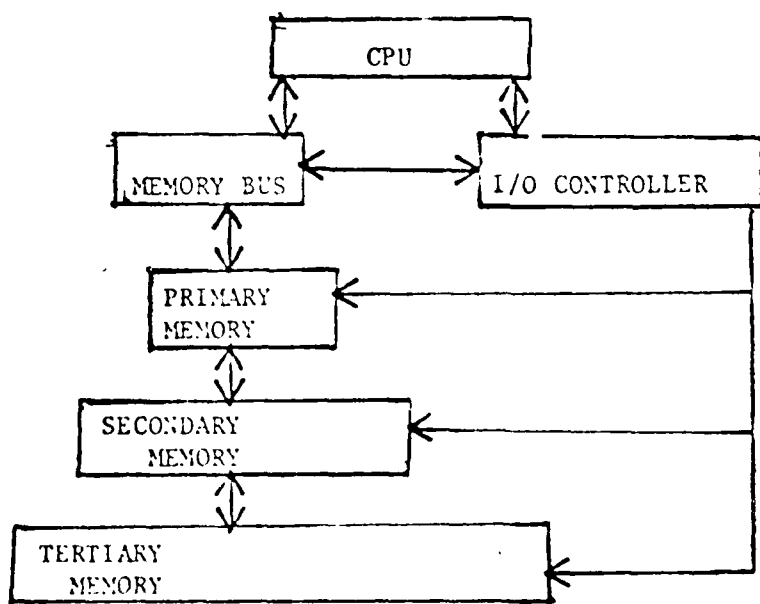 CPU
MEMORY BUS
I/O CONTROLLER
PRIMARY
MEMORY
SECONDARY
MEMORY
TERTIARY
MEMORY